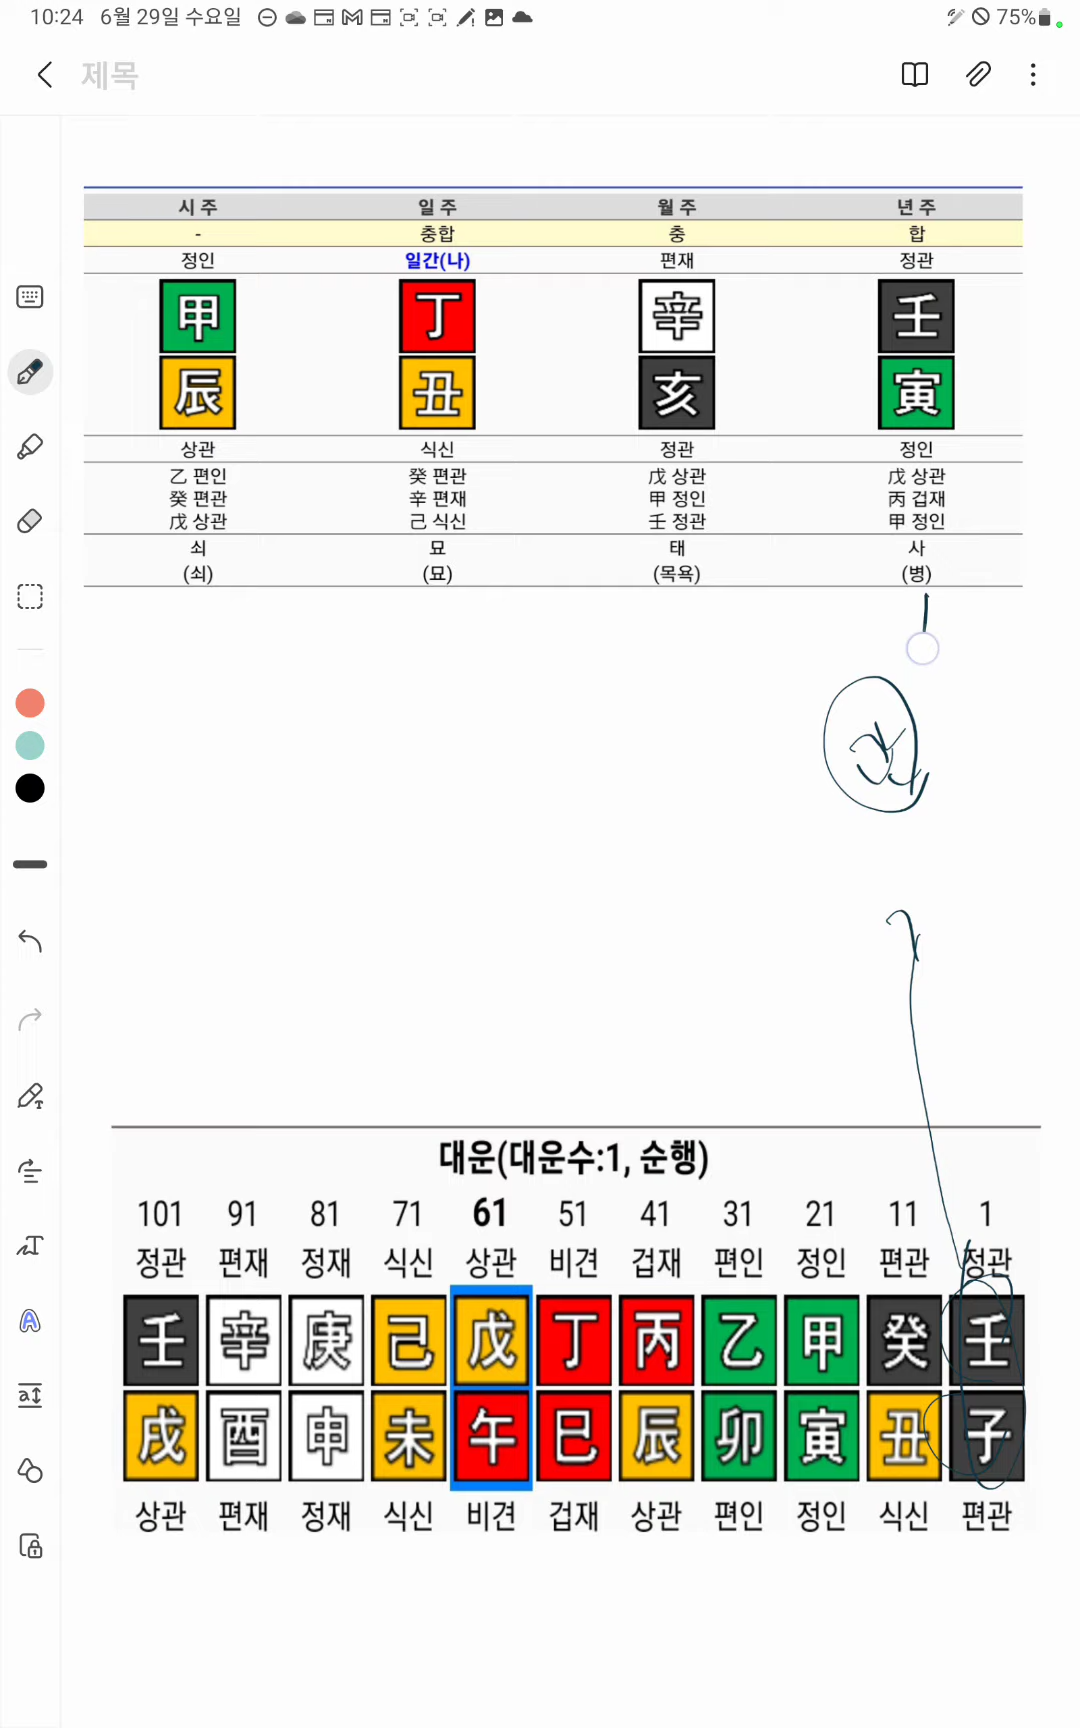 10:24 6월 29일 수요일 75%
제목
시주 일주 월주 년주
- 충합 충 합
정인 일간(나) 편재 정관
甲 丁 辛 壬
辰 丑 亥 寅
상관 식신 정관 정인
乙 편인 癸 편관 戊 상관 戊 상관
癸 편관 辛 편재 甲 정인 丙 겁재
戊 상관 己 식신 壬 정관 甲 정인
쇠 묘 태 사
(쇠) (묘) (목욕) (병)
대운(대운수:1, 순행)
101 91 81 71 61 51 41 31 21 11 1
정관 편재 정재 식신 상관 비견 겁재 편인 정인 편관 정관
壬 辛 庚 己 戊 丁 丙 乙 甲 癸 壬
戌 酉 申 未 午 巳 辰 卯 寅 丑 子
상관 편재 정재 식신 비견 겁재 상관 편인 정인 식신 편관